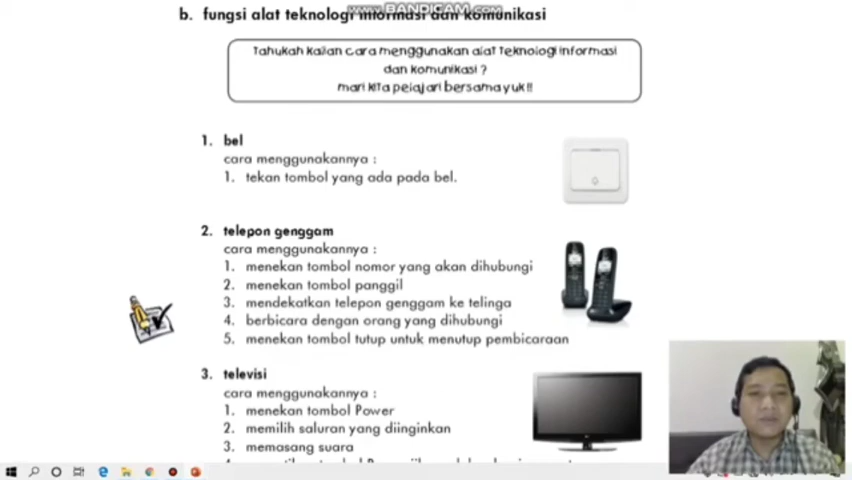 www.BANDICAM.com
b. fungsi alat teknologi informasi dan komunikasi
Tahukah kalian cara menggunakan alat Teknologi informasi
dan komunikasi ?
mari kita pelajari bersama yuk!!
1. bel
cara menggunakannya :
1. tekan tombol yang ada pada bel.
2. telepon genggam
cara menggunakannya :
1. menekan tombol nomor yang akan dihubungi
2. menekan tombol panggil
3. mendekatkan telepon genggam ke telinga
4. berbicara dengan orang yang dihubungi
5. menekan tombol tutup untuk menutup pembicaraan
3. televisi
cara menggunakannya :
1. menekan tombol Power
2. memilih saluran yang diinginkan
3. memasang suara